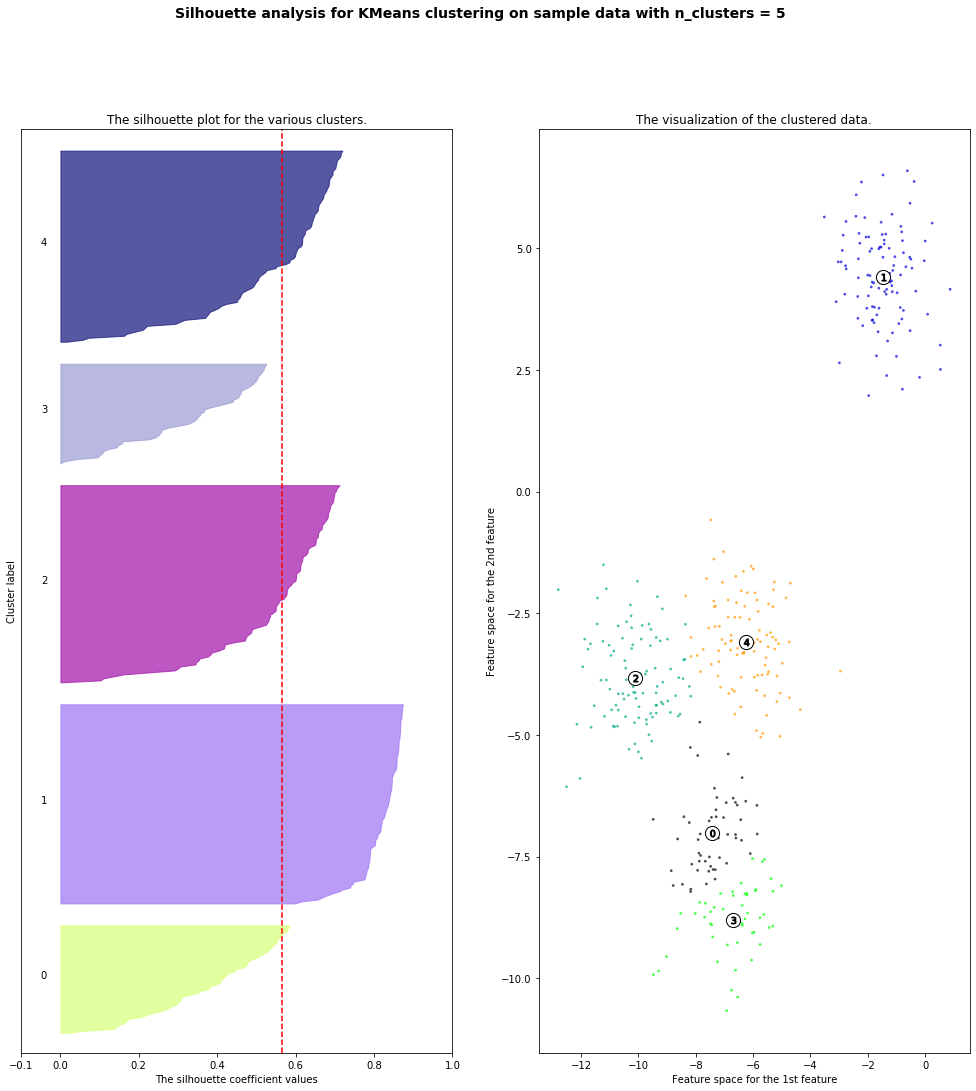 Silhouette analysis for KMeans clustering on sample data with n_clusters = 5
The silhouette plot for the various clusters.
Cluster label
4
3
2
1
0
−0.1 0.0 0.2 0.4 0.6 0.8 1.0
The silhouette coefficient values
The visualization of the clustered data.
Feature space for the 2nd feature
5.0
2.5
0.0
−2.5
−5.0
−7.5
−10.0
1
4
2
0
3
−12 −10 −8 −6 −4 −2 0
Feature space for the 1st feature